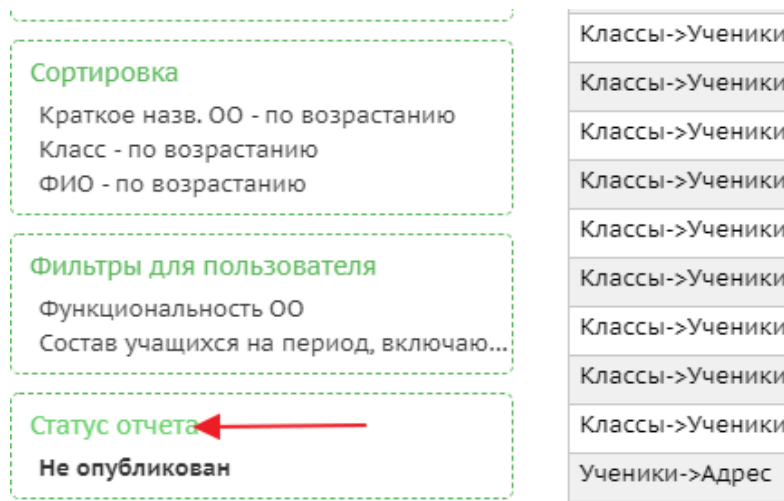 Сортировка
Краткое назв. ОО - по возрастанию
Класс - по возрастанию
ФИО - по возрастанию
Фильтры для пользователя
Функциональность ОО
Состав учащихся на период, включаю...
Статус отчета
Не опубликован
Классы->Ученики
Классы->Ученики
Классы->Ученики
Классы->Ученики
Классы->Ученики
Классы->Ученики
Классы->Ученики
Классы->Ученики
Классы->Ученики
Ученики->Адрес